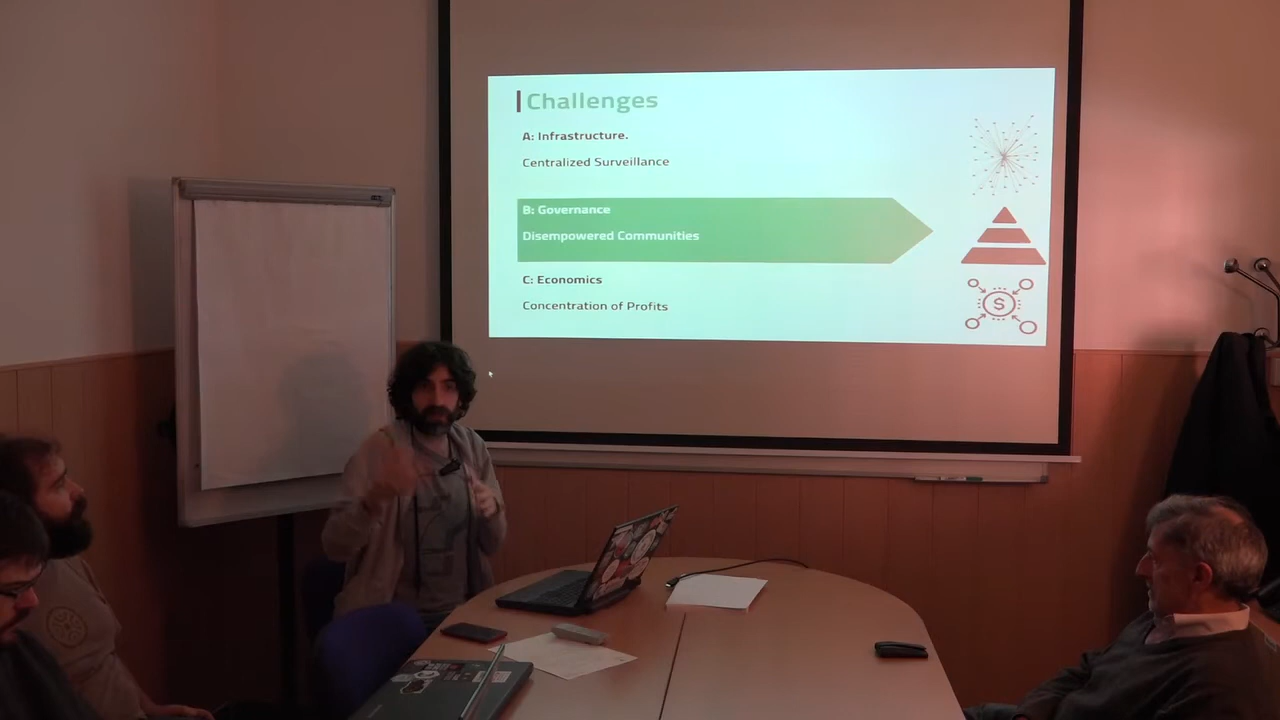 Challenges
A: Infrastructure.
Centralized Surveillance
B: Governance
Disempowered Communities
C: Economics
Concentration of Profits
$